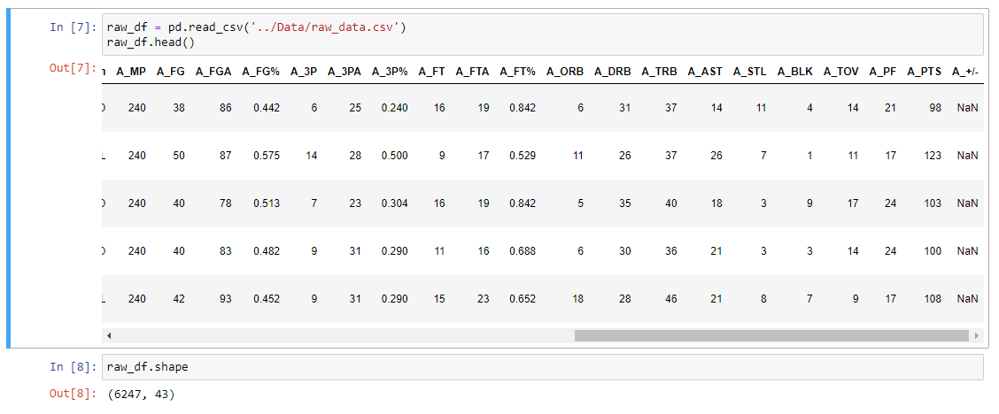 In [7]: raw_df = pd.read_csv('../Data/raw_data.csv')
raw_df.head()
Out[7]: A_MP A_FG A_FGA A_FG% A_3P A_3PA A_3P% A_FT A_FTA A_FT% A_ORB A_DRB A_TRB A_AST A_STL A_BLK A_TOV A_PF A_PTS A_+/-
240 38 86 0.442 6 25 0.240 16 19 0.842 6 31 37 14 11 4 14 21 98 NaN
L 240 50 87 0.575 14 28 0.500 9 17 0.529 11 26 37 26 7 1 11 17 123 NaN
240 40 78 0.513 7 23 0.304 16 19 0.842 5 35 40 18 3 9 17 24 103 NaN
240 40 83 0.482 9 31 0.290 11 16 0.688 6 30 36 21 3 3 14 24 100 NaN
L 240 42 93 0.452 9 31 0.290 15 23 0.652 18 28 46 21 8 7 9 17 108 NaN
In [8]: raw_df.shape
Out[8]: (6247, 43)